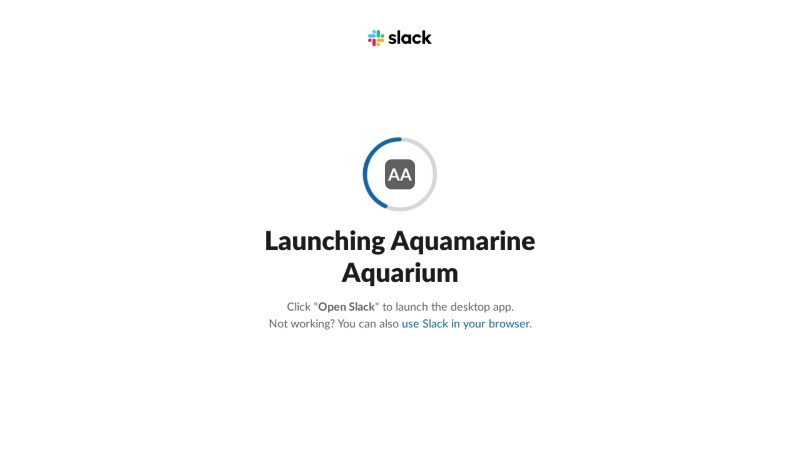 slack
AA
Launching Aquamarine
Aquarium
Click "Open Slack" to launch the desktop app.
Not working? You can also use Slack in your browser.